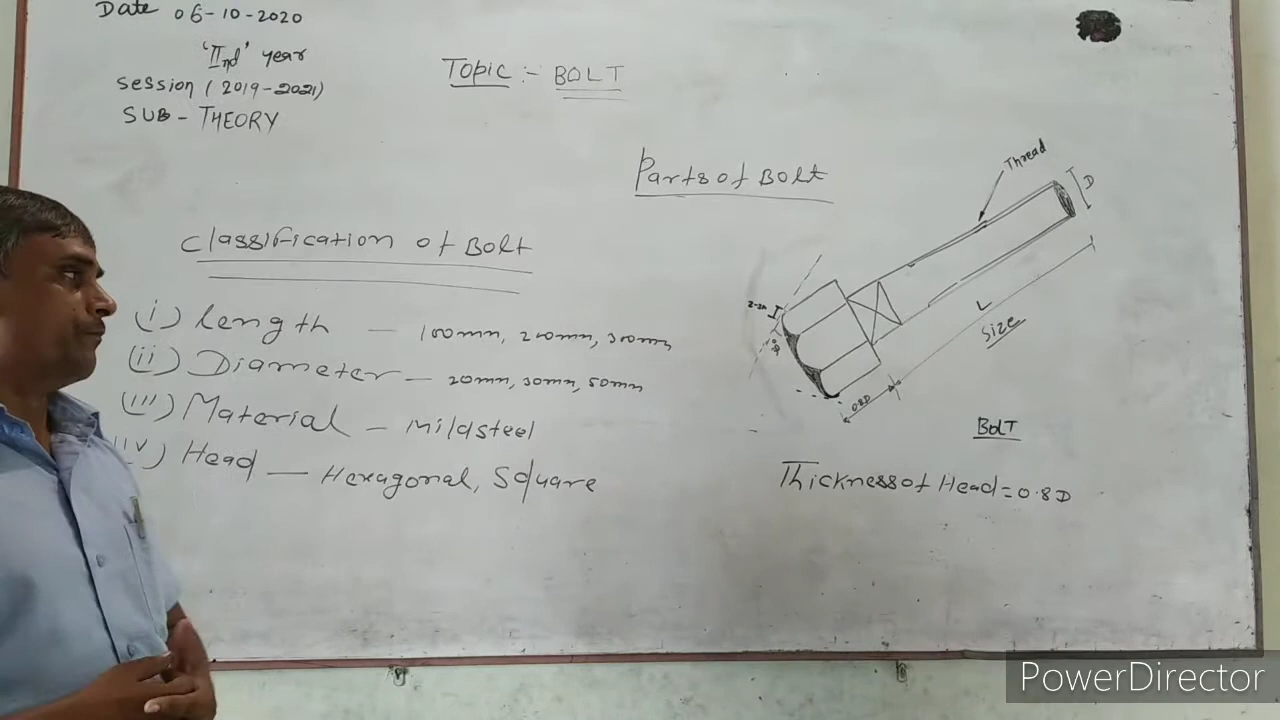 Date 06-10-2020
'IInd' year
Session (2019-2021)
SUB - THEORY
Topic :- BOLT
Parts of Bolt
Classification of Bolt
(i) Length - 100mm, 200mm, 300mm
(ii) Diameter - 20mm, 30mm, 50mm
(iii) Material - Mildsteel
(iv) Head - Hexagonal, Square
Thread
D
L
Size
0.8D
BOLT
Thickness of Head = 0.8D
PowerDirector